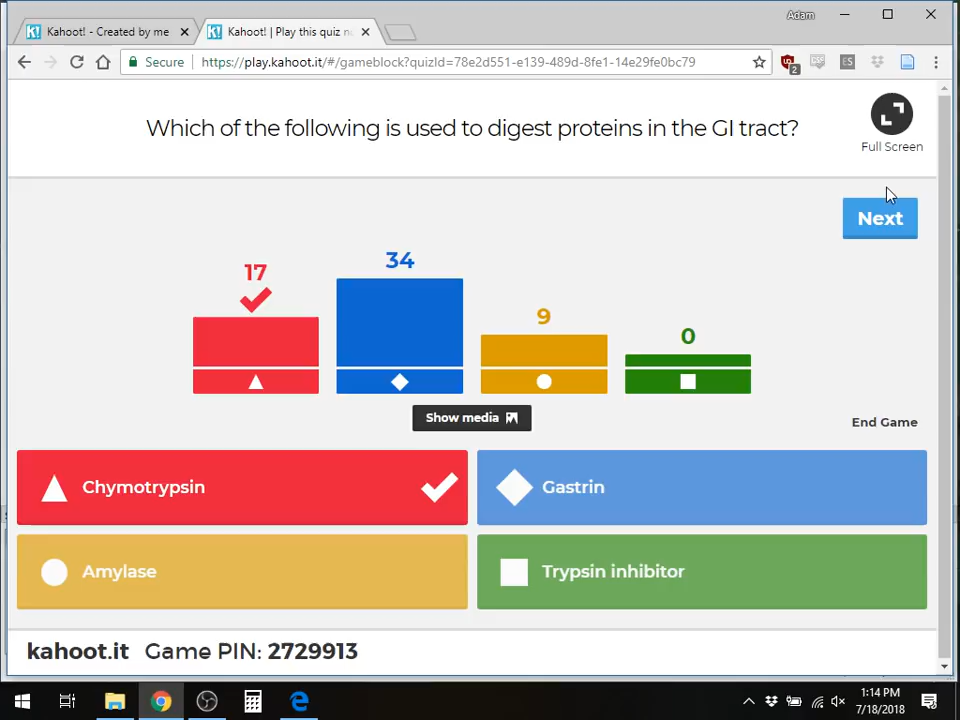 Adam
Kahoot! - Created by me
Kahoot! | Play this quiz n
Secure
https://play.kahoot.it/#/gameblock?quizId=78e2d551-e139-489d-8fe1-14e29fe0bc79
2
ES
Which of the following is used to digest proteins in the GI tract?
Full Screen
Next
17
34
9
0
Show media
End Game
Chymotrypsin
Gastrin
Amylase
Trypsin inhibitor
kahoot.it Game PIN: 2729913
1:14 PM
7/18/2018